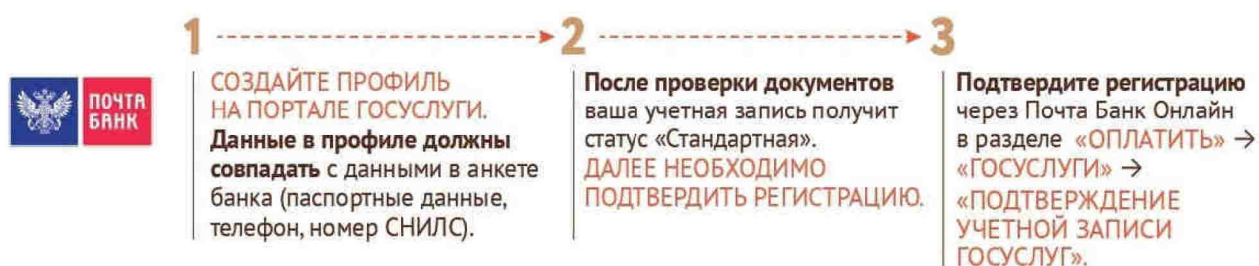 ПОЧТА
БАНК
1
СОЗДАЙТЕ ПРОФИЛЬ
НА ПОРТАЛЕ ГОСУСЛУГИ.
Данные в профиле должны
совпадать с данными в анкете
банка (паспортные данные,
телефон, номер СНИЛС).
2
После проверки документов
ваша учетная запись получит
статус «Стандартная».
ДАЛЕЕ НЕОБХОДИМО
ПОДТВЕРДИТЬ РЕГИСТРАЦИЮ.
3
Подтвердите регистрацию
через Почта Банк Онлайн
в разделе «ОПЛАТИТЬ» →
«ГОСУСЛУГИ» →
«ПОДТВЕРЖДЕНИЕ
УЧЕТНОЙ ЗАПИСИ
ГОСУСЛУГ».